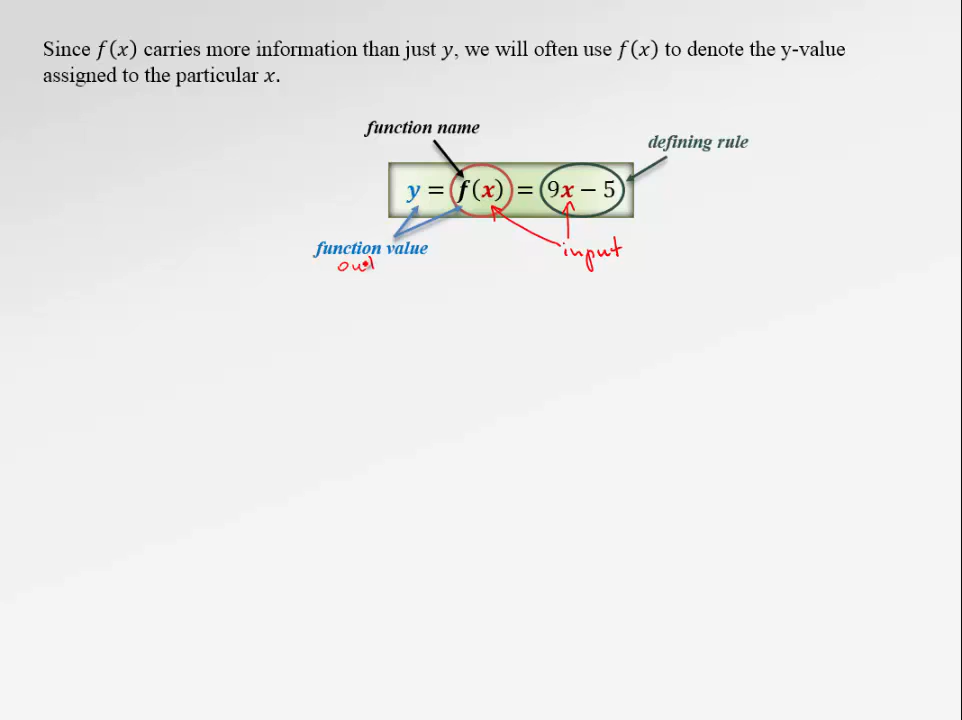 Since f(x) carries more information than just y, we will often use f(x) to denote the y-value
assigned to the particular x.
function name
defining rule
y = f(x) = 9x − 5
function value
input